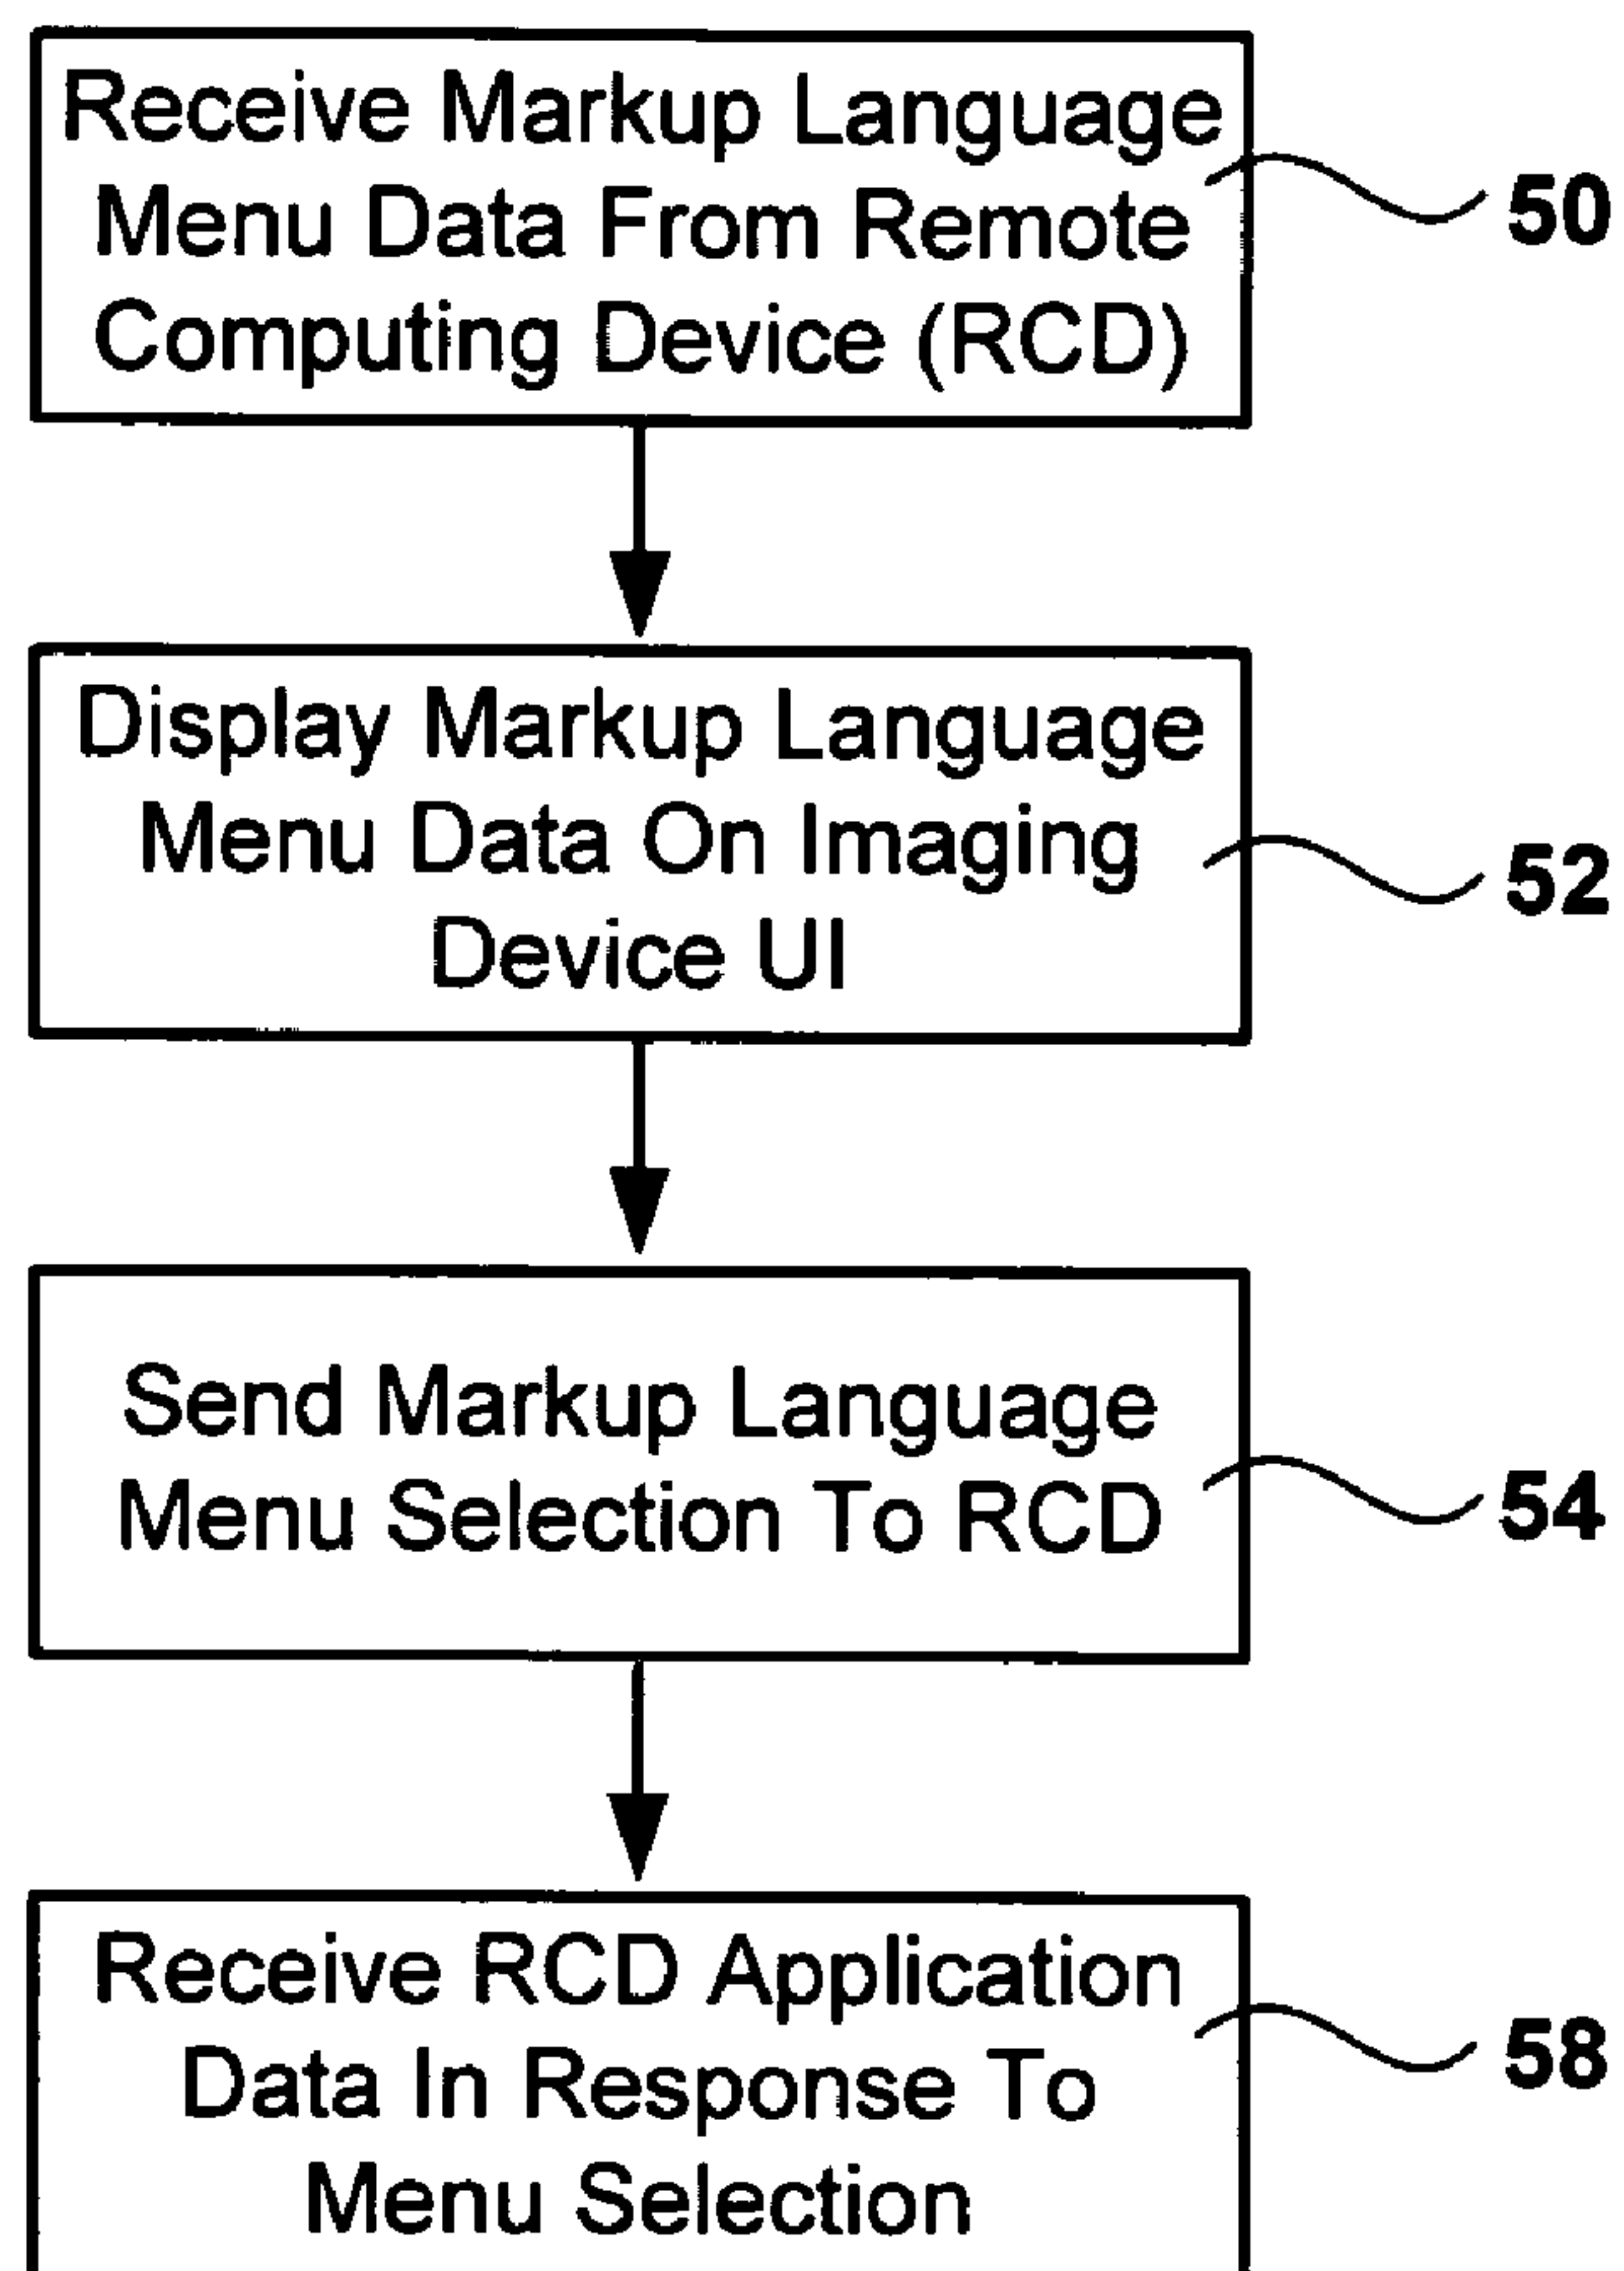 Receive Markup Language
Menu Data From Remote
Computing Device (RCD)
50
Display Markup Language
Menu Data On Imaging
Device UI
52
Send Markup Language
Menu Selection To RCD
54
Receive RCD Application
Data In Response To
Menu Selection
58